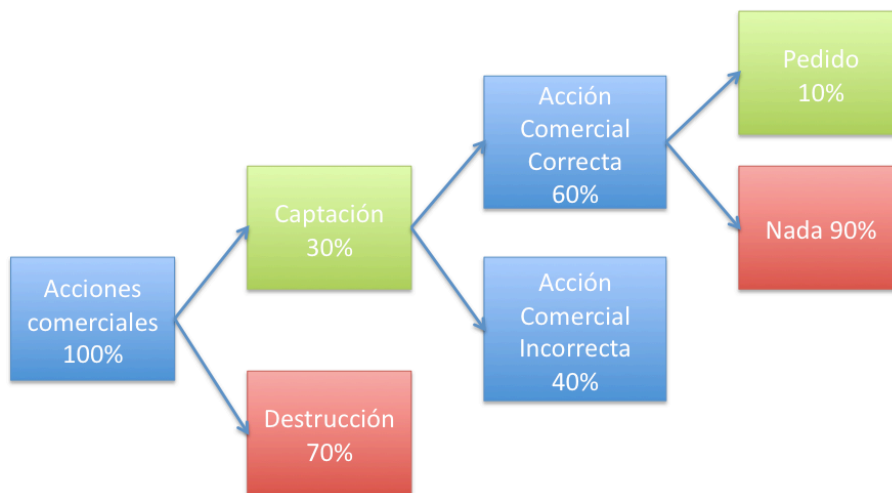 Acciones
comerciales
100%
Captación
30%
Destrucción
70%
Acción
Comercial
Correcta
60%
Acción
Comercial
Incorrecta
40%
Pedido
10%
Nada 90%